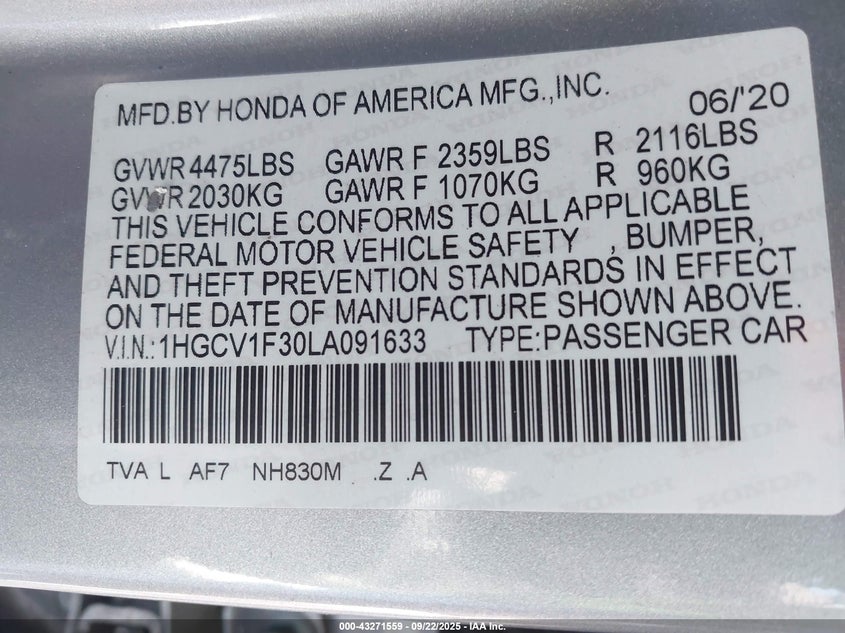 MFD.BY HONDA OF AMERICA MFG.,INC. 06/'20
GVWR 4475LBS GAWR F 2359LBS R 2116LBS
GVWR 2030KG GAWR F 1070KG R 960KG
THIS VEHICLE CONFORMS TO ALL APPLICABLE
FEDERAL MOTOR VEHICLE SAFETY , BUMPER,
AND THEFT PREVENTION STANDARDS IN EFFECT
ON THE DATE OF MANUFACTURE SHOWN ABOVE.
V.I.N.:1HGCV1F30LA091633 TYPE:PASSENGER CAR
TVA L AF7 NH830M .Z .A
000-43271559 - 09/22/2025 - IAA Inc.